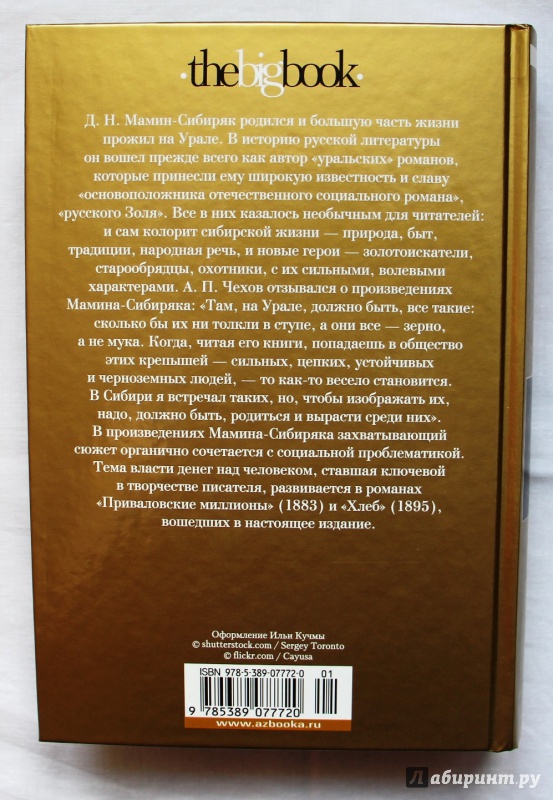 ·thebigbook·
Д. Н. Мамин-Сибиряк родился и большую часть жизни
прожил на Урале. В историю русской литературы
он вошел прежде всего как автор «уральских» романов,
которые принесли ему широкую известность и славу
«основоположника отечественного социального романа»,
«русского Золя». Все в них казалось необычным для читателей:
и сам колорит сибирской жизни — природа, быт,
традиции, народная речь, и новые герои — золотоискатели,
старообрядцы, охотники, с их сильными, волевыми
характерами. А. П. Чехов отзывался о произведениях
Мамина-Сибиряка: «Там, на Урале, должно быть, все такие:
сколько бы их ни толкли в ступе, а они все — зерно,
а не мука. Когда, читая его книги, попадаешь в общество
этих крепышей — сильных, цепких, устойчивых
и черноземных людей, — то как-то весело становится.
В Сибири я встречал таких, но, чтобы изображать их,
надо, должно быть, родиться и вырасти среди них».
В произведениях Мамина-Сибиряка захватывающий
сюжет органично сочетается с социальной проблематикой.
Тема власти денег над человеком, ставшая ключевой
в творчестве писателя, развивается в романах
«Приваловские миллионы» (1883) и «Хлеб» (1895),
вошедших в настоящее издание.
Оформление Ильи Кучмы
© shutterstock.com / Sergey Toronto
© flickr.com / Cayusa
ISBN 978-5-389-07772-0 01
9 785389 077720
www.azbooka.ru
Лабиринт.ру